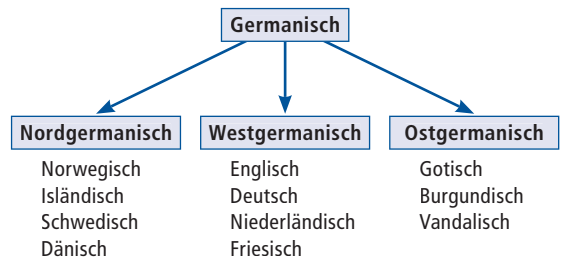 Germanisch
Nordgermanisch
Norwegisch
Isländisch
Schwedisch
Dänisch
Westgermanisch
Englisch
Deutsch
Niederländisch
Friesisch
Ostgermanisch
Gotisch
Burgundisch
Vandalisch